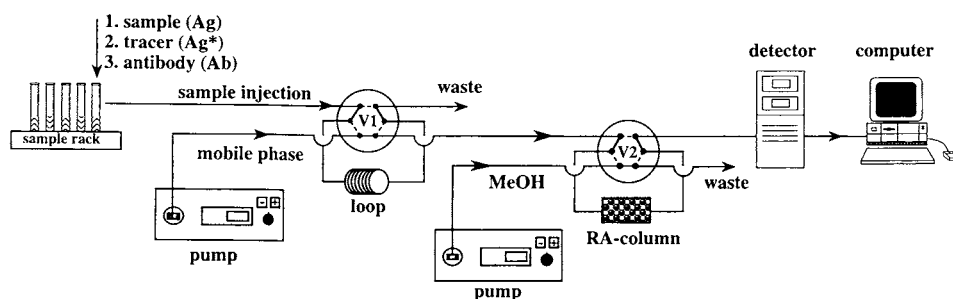 1. sample (Ag)
2. tracer (Ag*)
3. antibody (Ab)
sample rack
sample injection
waste
V1
mobile phase
loop
pump
detector
computer
V2
MeOH
waste
RA-column
pump